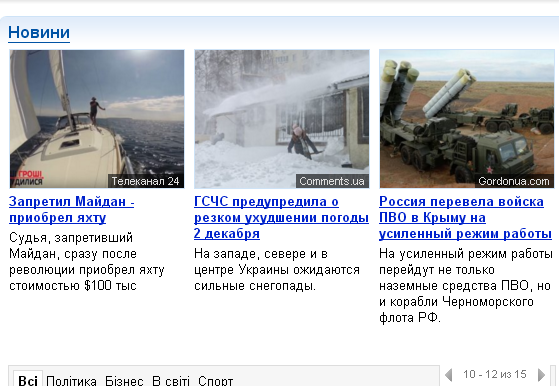 Новини
ГРОШІ
Телеканал 24
Comments.ua
Gordonua.com
Запретил Майдан -
приобрел яхту
Судья, запретивший
Майдан, сразу после
революции приобрел яхту
стоимостью $100 тыс
ГСЧС предупредила о
резком ухудшении погоды
2 декабря
На западе, севере и в
центре Украины ожидаются
сильные снегопады.
Россия перевела войска
ПВО в Крыму на
усиленный режим работы
На усиленный режим работы
перейдут не только
наземные средства ПВО, но
и корабли Черноморского
флота РФ.
Всі Політика Бізнес В світі Спорт
10 - 12 из 15